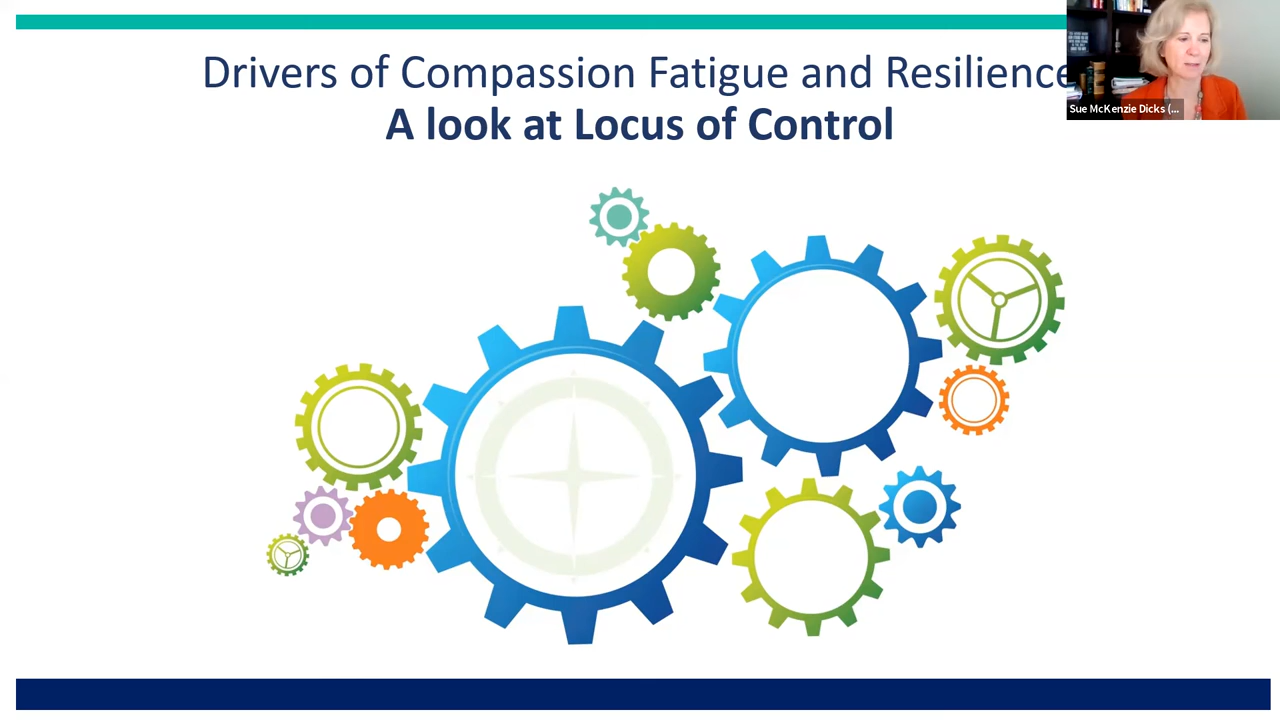 Drivers of Compassion Fatigue and Resilience
A look at Locus of Control
Sue McKenzie Dicks (...